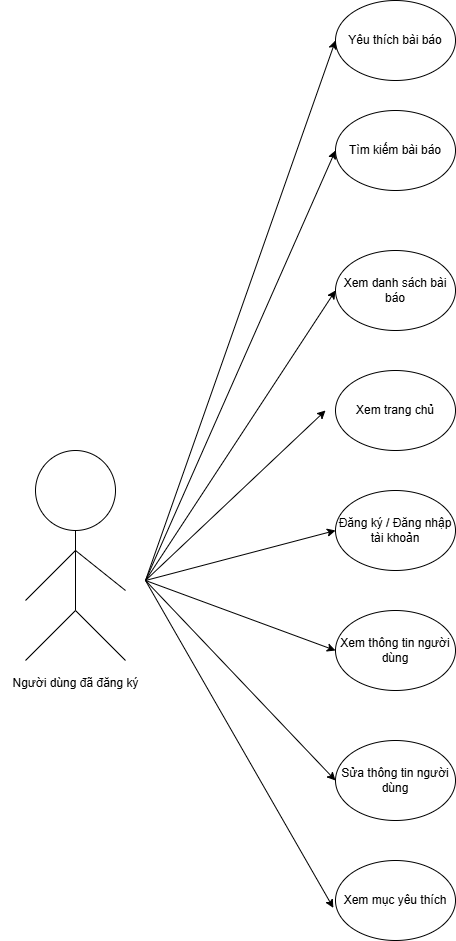 Yêu thích bài báo
Tìm kiếm bài báo
Xem danh sách bài
báo
Xem trang chủ
Đăng ký / Đăng nhập
tài khoản
Xem thông tin người
dùng
Người dùng đã đăng ký
Sửa thông tin người
dùng
Xem mục yêu thích